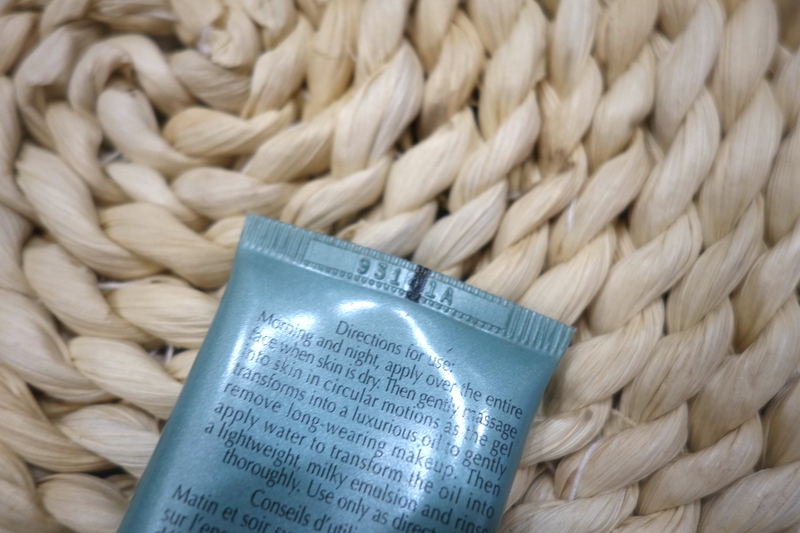 Directions for use:
Morning and night, apply over the entire
face when skin is dry. Then gently massage
into skin in circular motions as the gel
transforms into a luxurious oil to gently
remove long-wearing makeup. Then
apply water to transform the oil into
a lightweight, milky emulsion and rinse
thoroughly. Use only as
Conseils
Matin et soir
sur